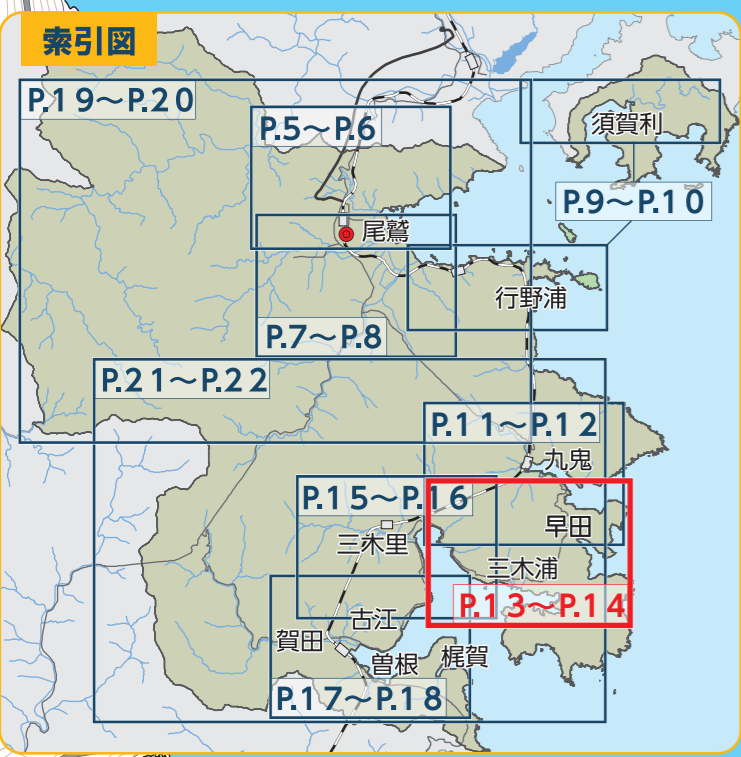 索引図
P.19～P.20
P.5～P.6
須賀利
P.9～P.10
尾鷲
行野浦
P.7～P.8
P.21～P.22
P.11～P.12
九鬼
P.15～P.16
早田
三木里
三木浦
P.13～P.14
古江
賀田
曽根
梶賀
P.17～P.18